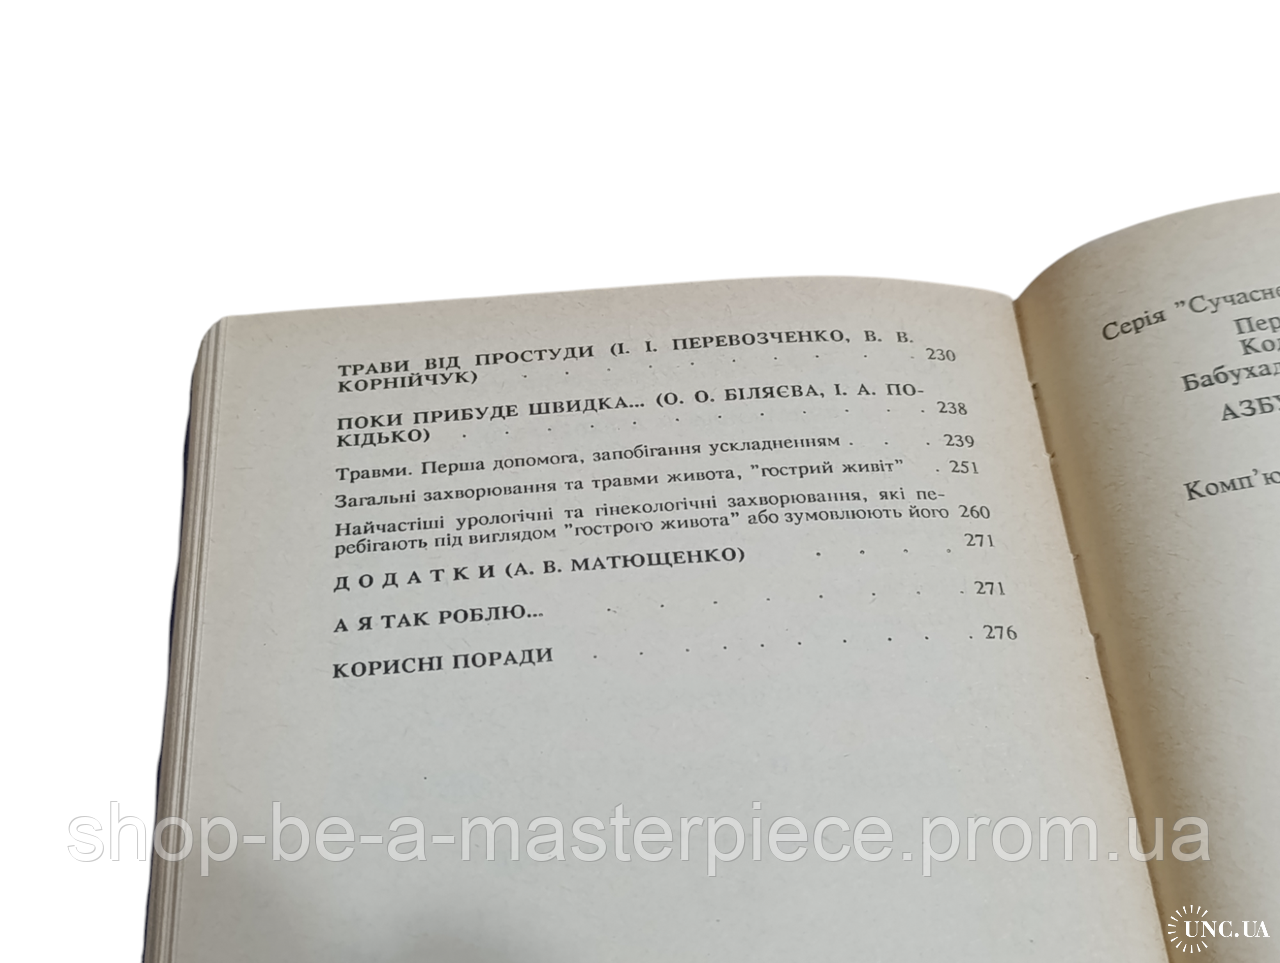 ТРАВИ ВІД ПРОСТУДИ (І. І. ПЕРЕВОЗЧЕНКО, В. В.
КОРНІЙЧУК) . . . . . . . . 230
ПОКИ ПРИБУДЕ ШВИДКА... (О. О. БІЛЯЄВА, І. А. ПО-
КІДЬКО) . . . . . . . . . . . 238
Травми. Перша допомога, запобігання ускладненням . . . 239
Загальні захворювання та травми живота, "гострий живіт" . 251
Найчастіші урологічні та гінекологічні захворювання, які пе-
ребігають під виглядом "гострого живота" або зумовлюють його 260
Д О Д А Т К И (А. В. МАТЮЩЕНКО) . . . . 271
А Я ТАК РОБЛЮ... . . . . . . . . 271
КОРИСНІ ПОРАДИ . . . . . . . . . 276
Серія "Сучасне
Пер
Кол
Бабухад
АЗБУ
Комп'ю
shop-be-a-masterpiece.prom.ua
UNC.UA